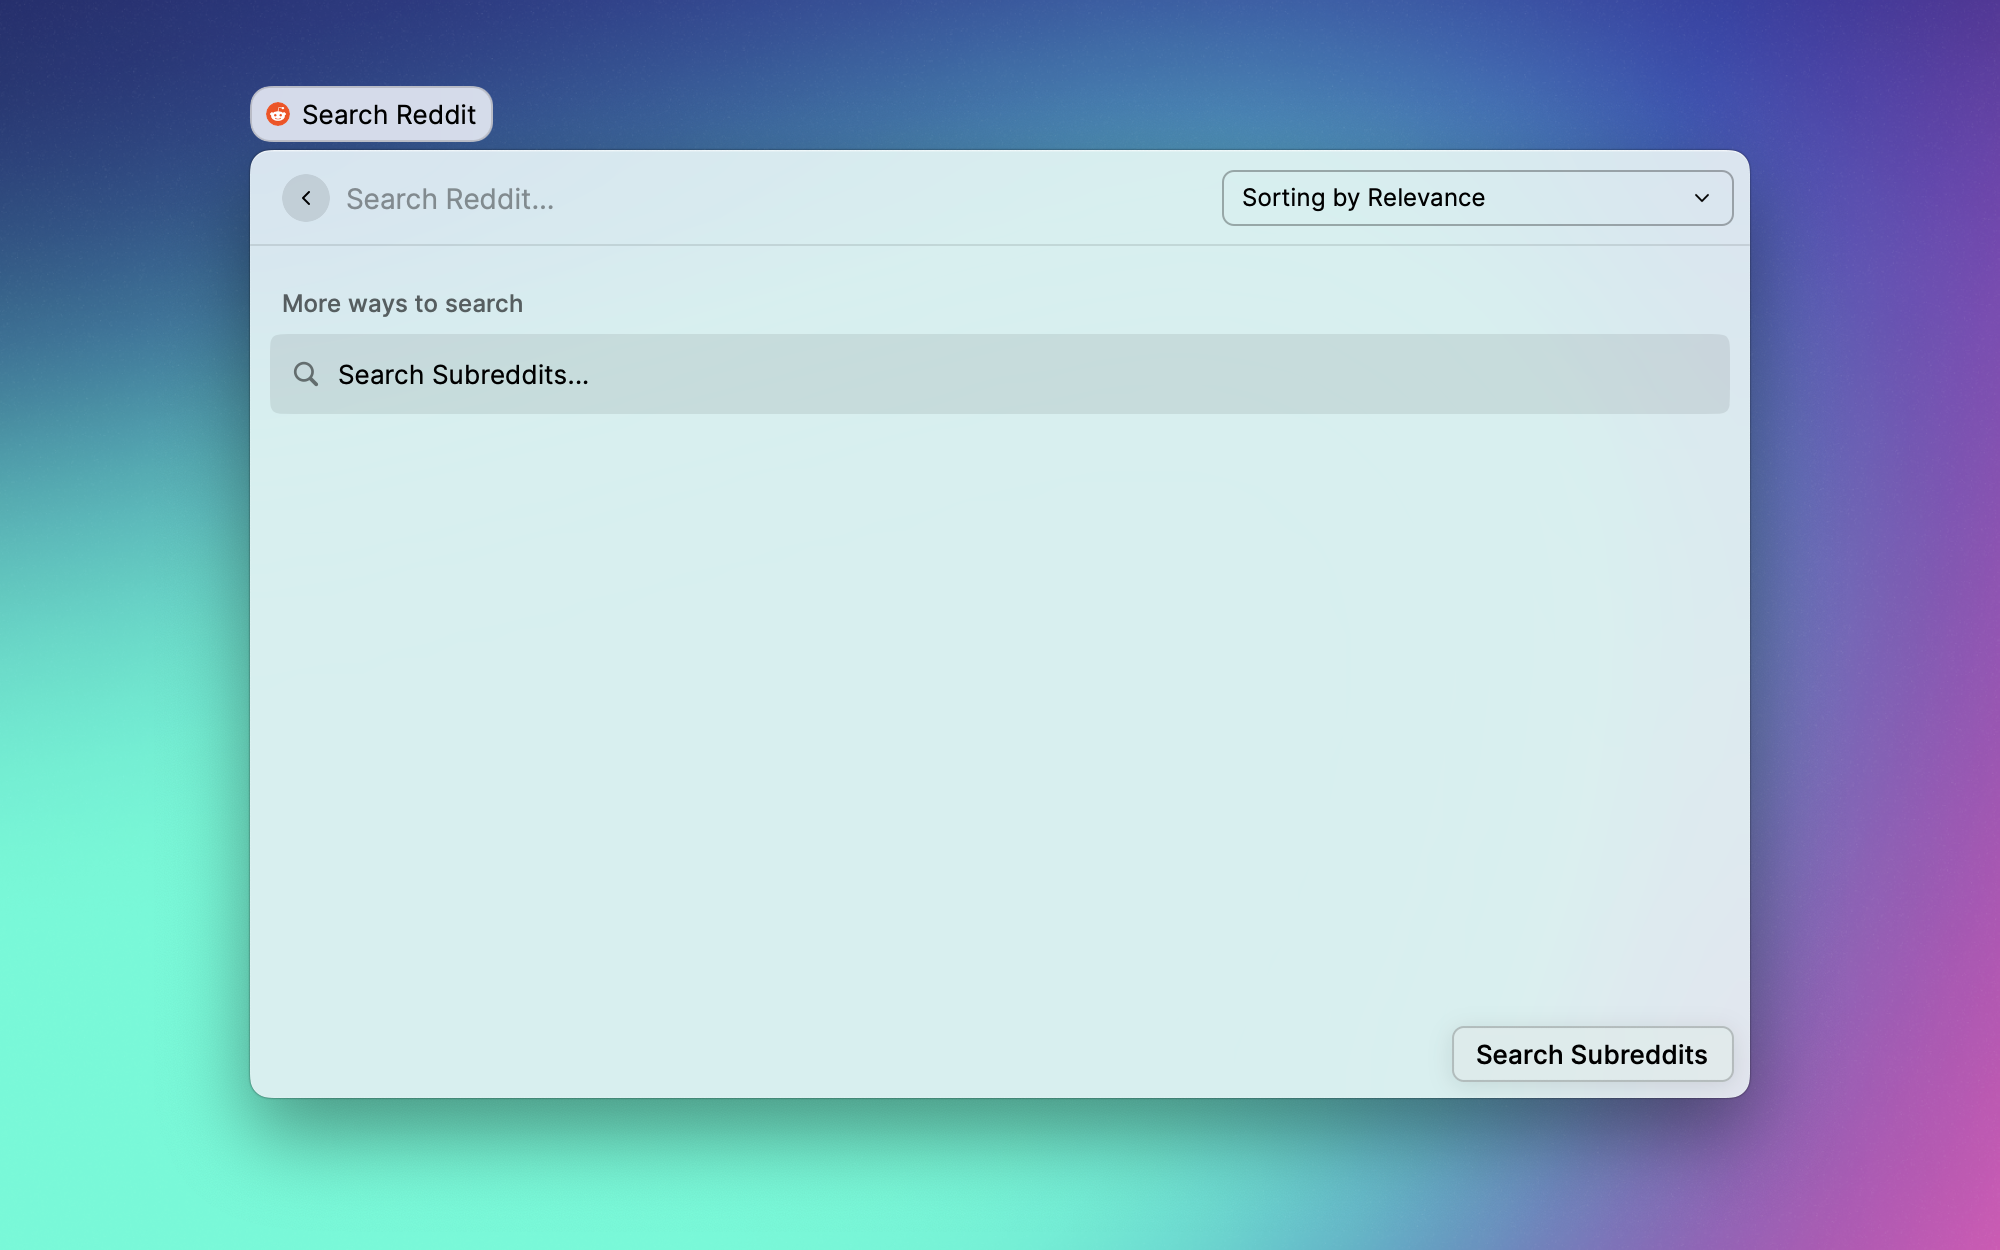 Search Reddit
Search Reddit...
Sorting by Relevance
More ways to search
Search Subreddits...
Search Subreddits